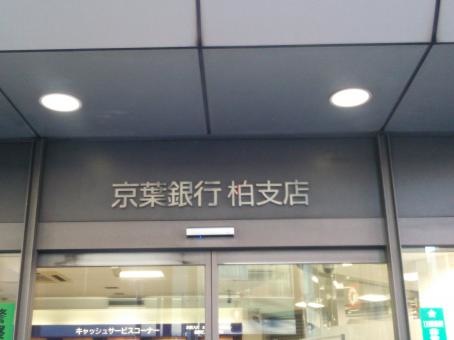 京葉銀行 柏支店
キャッシュサービスコーナー